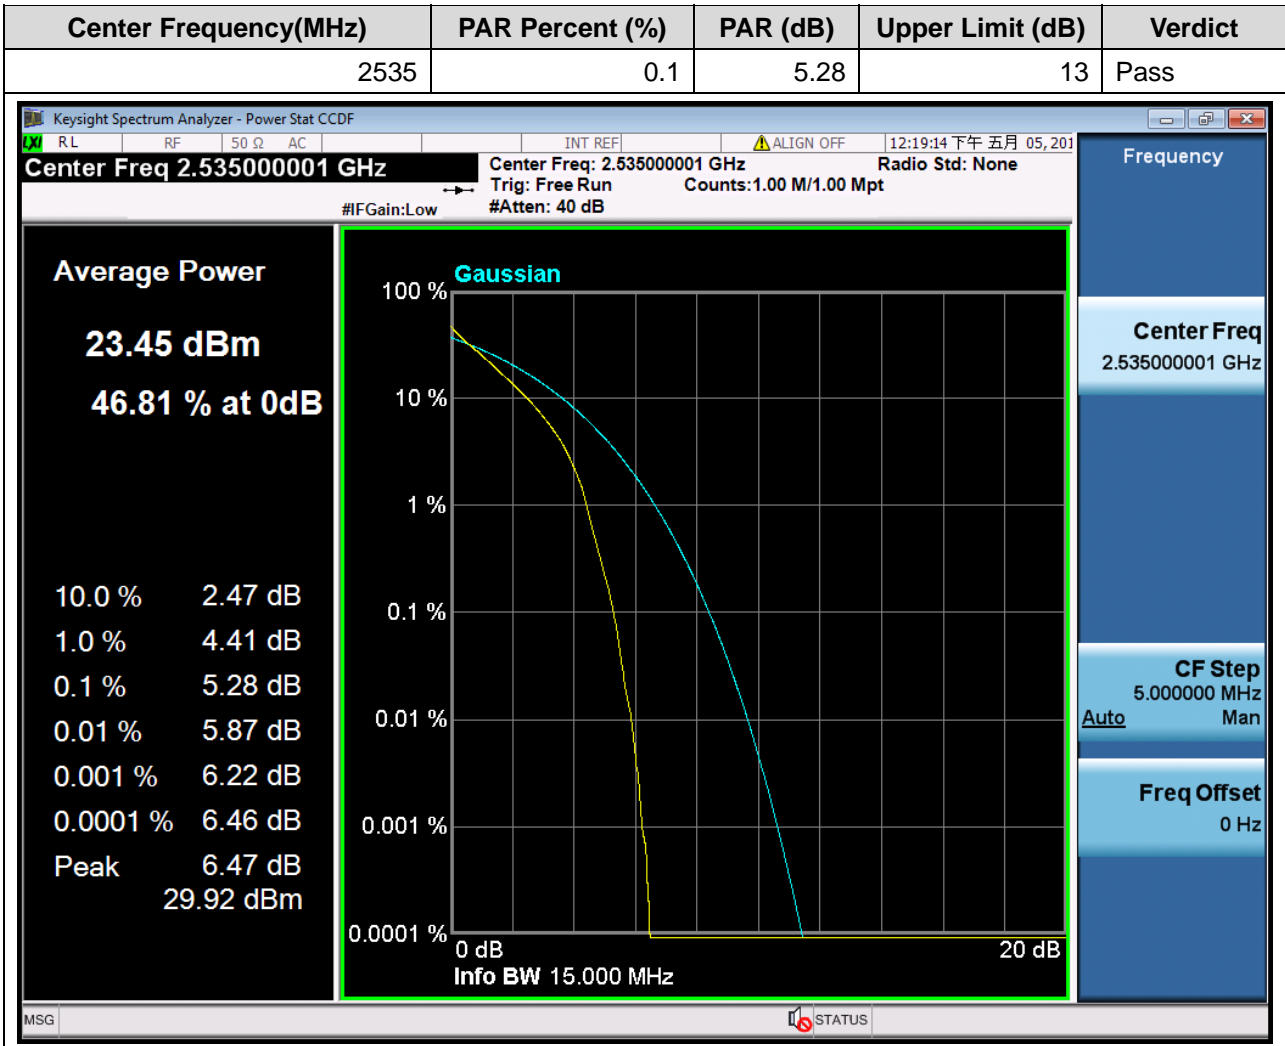 Center Frequency(MHz) PAR Percent (%) PAR (dB) Upper Limit (dB) Verdict
2535 0.1 5.28 13 Pass
Keysight Spectrum Analyzer - Power Stat CCDF
LXI RL RF 50 Ω AC INT REF ALIGN OFF 12:19:14 下午 五月 05, 201
Center Freq 2.535000001 GHz
#IFGain:Low
Center Freq: 2.535000001 GHz Radio Std: None
Trig: Free Run Counts:1.00 M/1.00 Mpt
#Atten: 40 dB
Average Power
23.45 dBm
46.81 % at 0dB
10.0 % 2.47 dB
1.0 % 4.41 dB
0.1 % 5.28 dB
0.01 % 5.87 dB
0.001 % 6.22 dB
0.0001 % 6.46 dB
Peak 6.47 dB
29.92 dBm
Gaussian
100 %
10 %
1 %
0.1 %
0.01 %
0.001 %
0.0001 %
0 dB 20 dB
Info BW 15.000 MHz
Frequency
Center Freq
2.535000001 GHz
CF Step
5.000000 MHz
Auto Man
Freq Offset
0 Hz
MSG STATUS